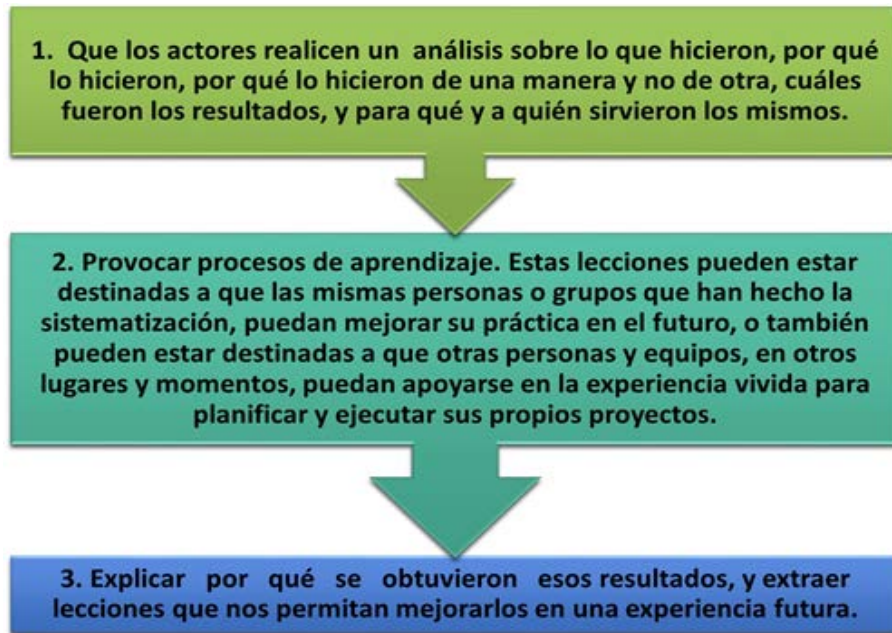 1. Que los actores realicen un análisis sobre lo que hicieron, por qué
lo hicieron, por qué lo hicieron de una manera y no de otra, cuáles
fueron los resultados, y para qué y a quién sirvieron los mismos.
2. Provocar procesos de aprendizaje. Estas lecciones pueden estar
destinadas a que las mismas personas o grupos que han hecho la
sistematización, puedan mejorar su práctica en el futuro, o también
pueden estar destinadas a que otras personas y equipos, en otros
lugares y momentos, puedan apoyarse en la experiencia vivida para
planificar y ejecutar sus propios proyectos.
3. Explicar por qué se obtuvieron esos resultados, y extraer
lecciones que nos permitan mejorarlos en una experiencia futura.